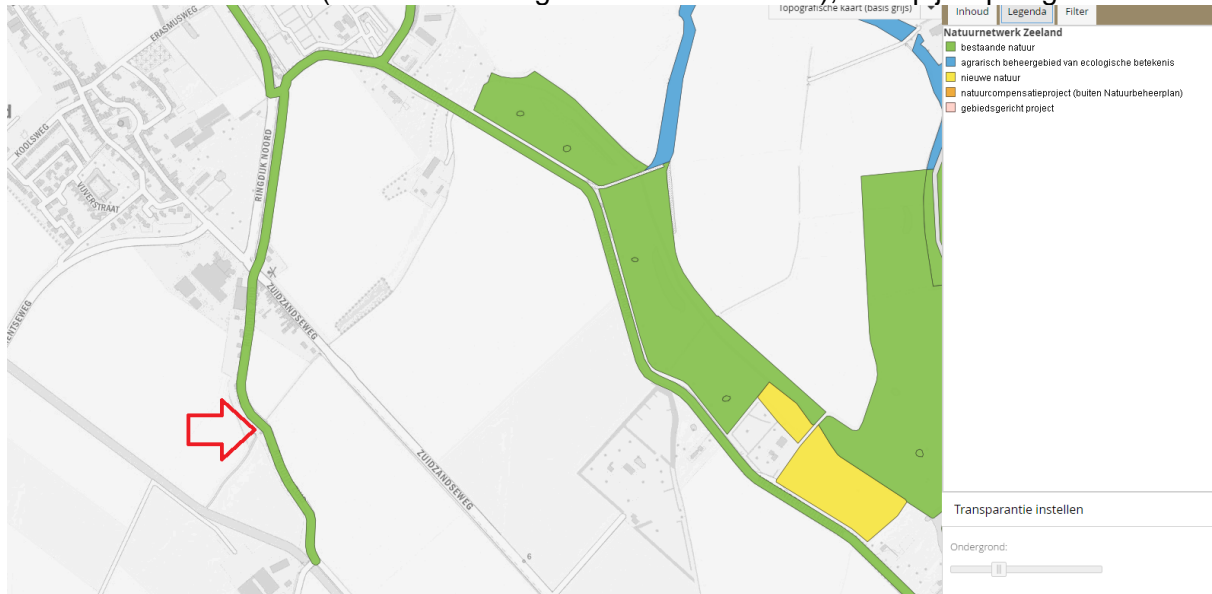 Topografische kaart (basis grijs)
Inhoud
Legenda
Filter
Natuurnetwerk Zeeland
bestaande natuur
agrarisch beheergebied van ecologische betekenis
nieuwe natuur
natuurcompensatieproject (buiten Natuurbeheerplan)
gebiedsgericht project
ERASMUSWEG
KOOLSWEG
VIJVERSTRAAT
RINGDIJK NOORD
ZUIDZANDSEWEG
ZUIDZANDSEWEG
6
Transparantie instellen
Ondergrond: